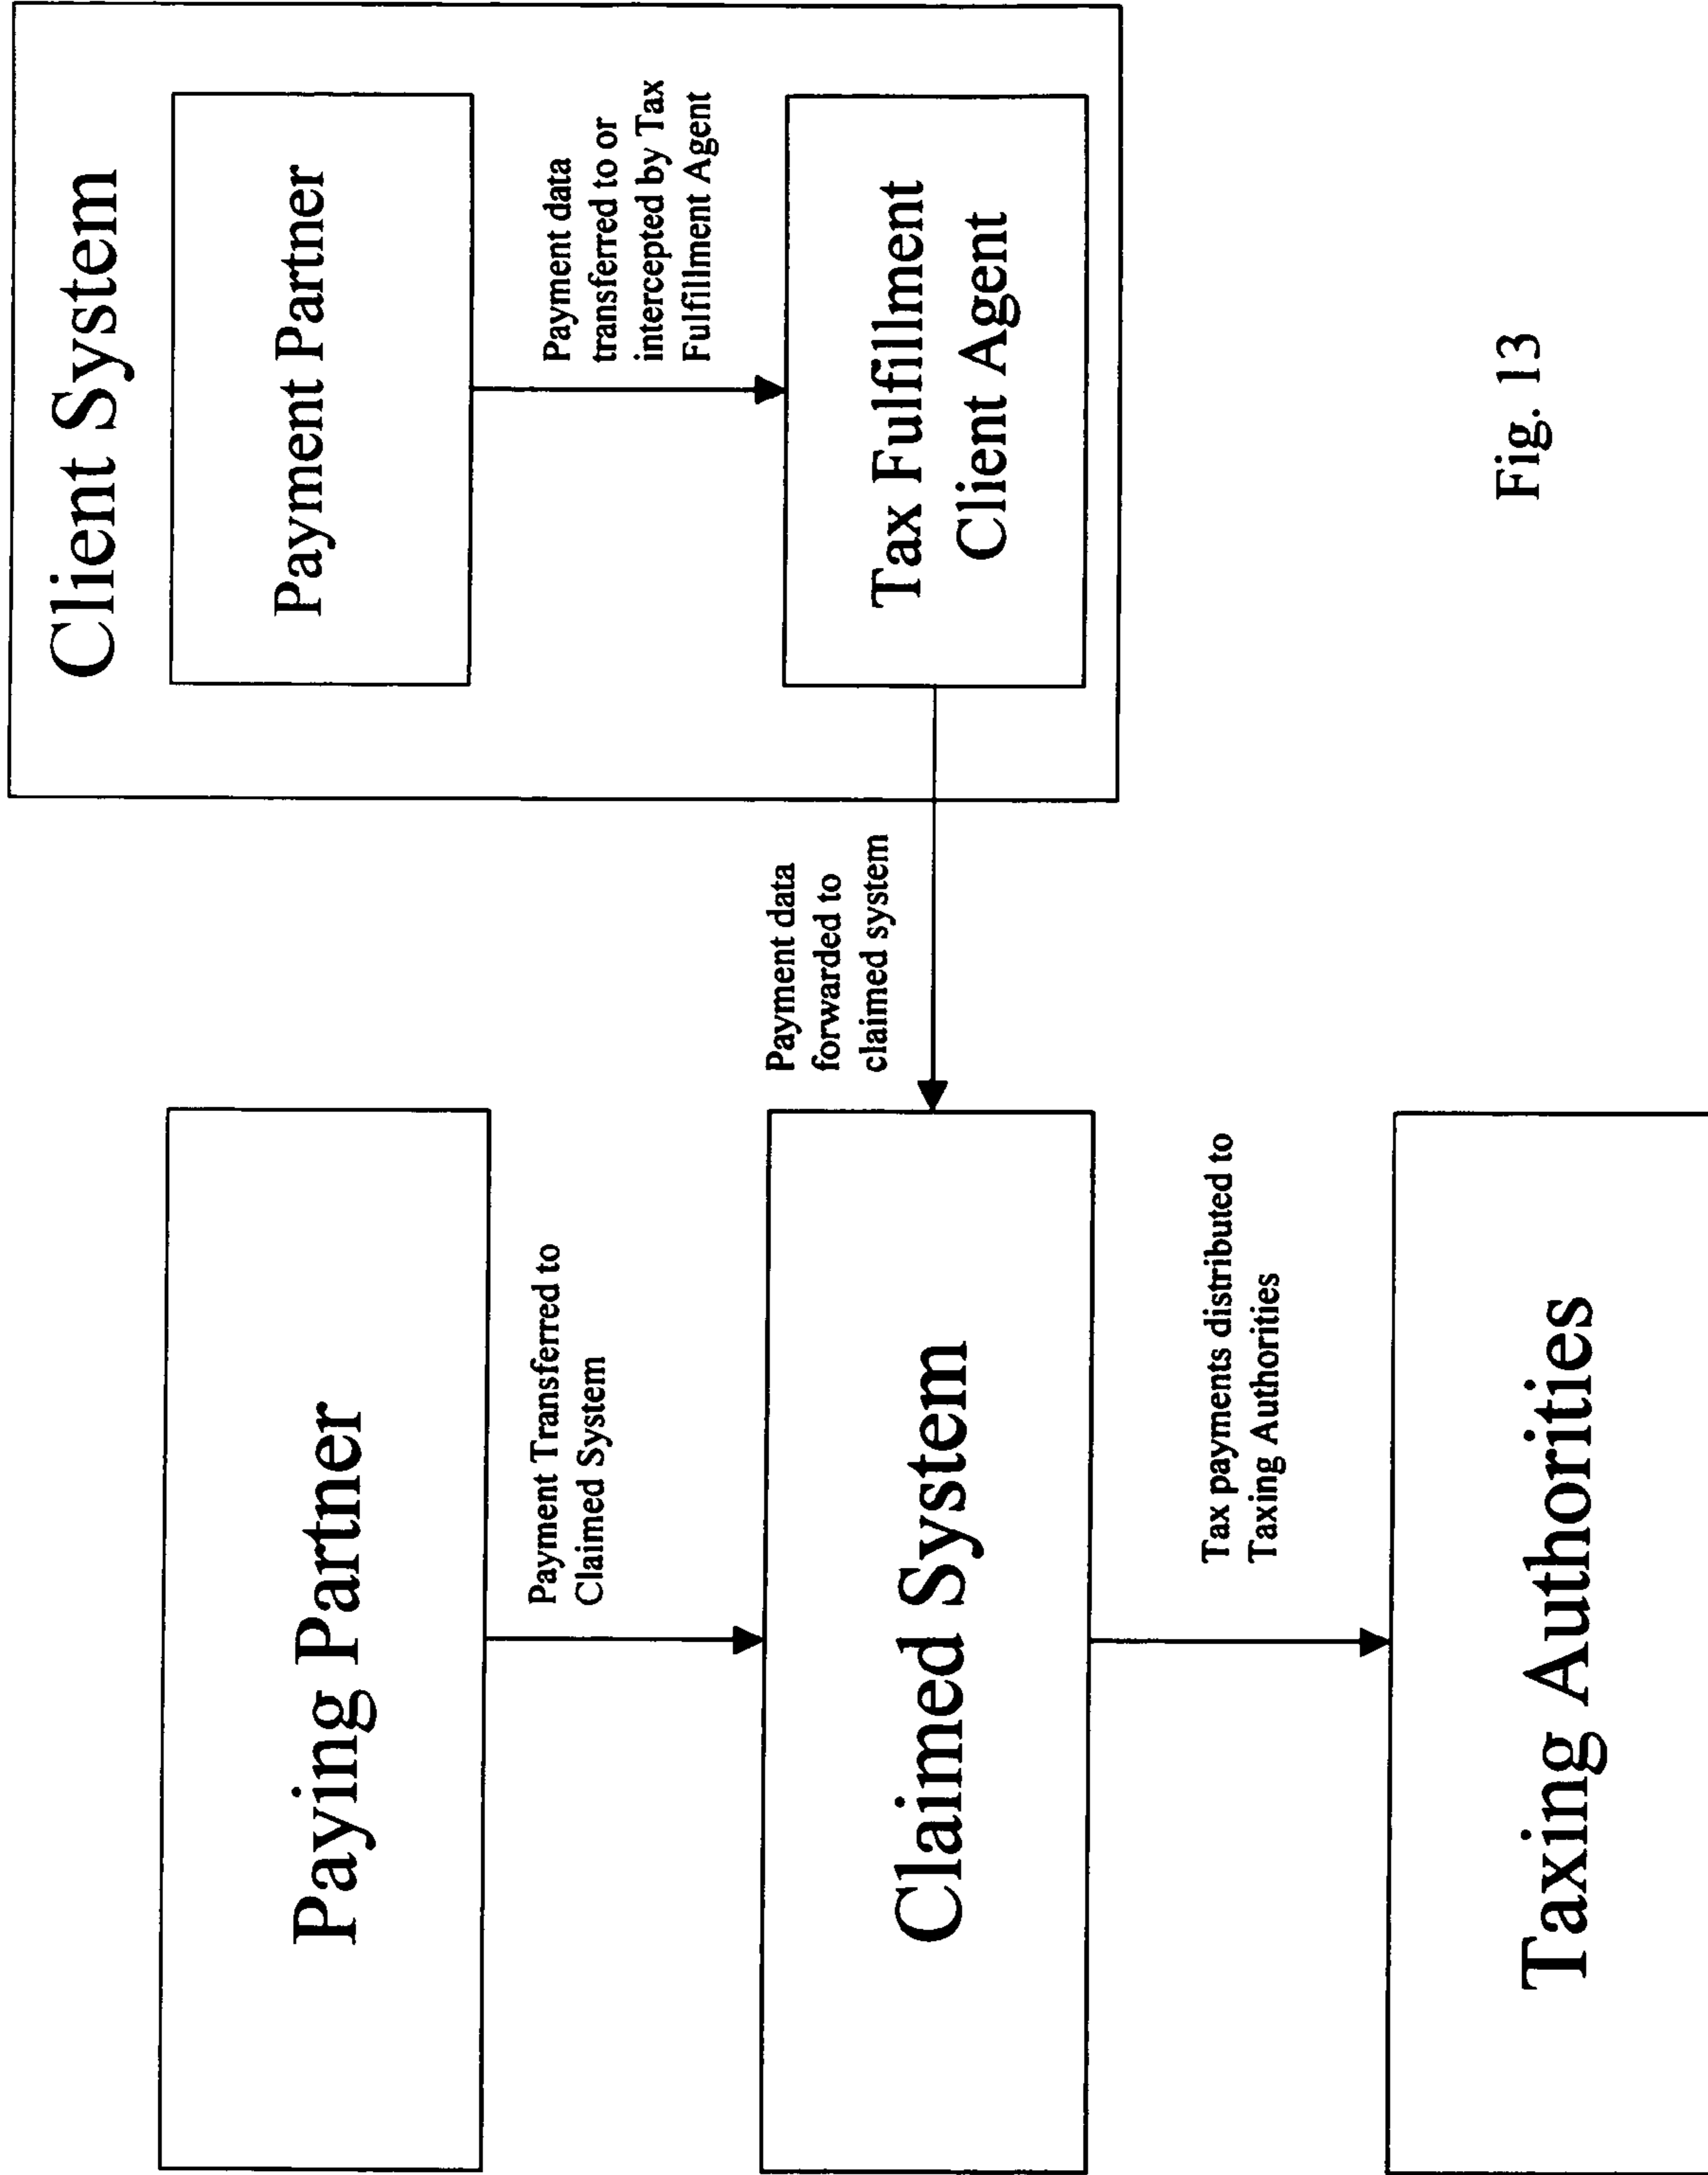 Client System
Payment Partner
Payment data
transferred to or
intercepted by Tax
Fulfillment Agent
Tax Fulfillment
Client Agent
Payment data
forwarded to
claimed system
Paying Partner
Payment Transferred to
Claimed System
Claimed System
Tax payments distributed to
Taxing Authorities
Taxing Authorities
Fig. 13